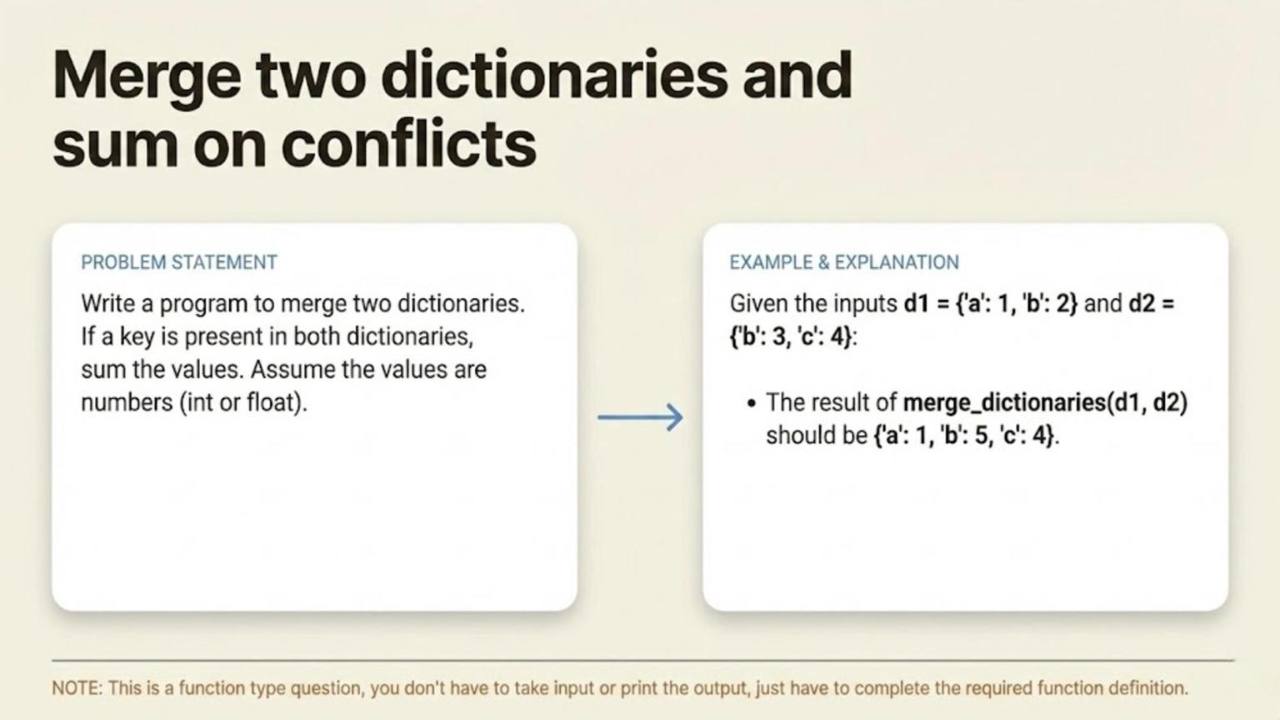 Merge two dictionaries and
sum on conflicts
PROBLEM STATEMENT
Write a program to merge two dictionaries.
If a key is present in both dictionaries,
sum the values. Assume the values are
numbers (int or float).
EXAMPLE & EXPLANATION
Given the inputs d1 = {'a': 1, 'b': 2} and d2 =
{'b': 3, 'c': 4}:
• The result of merge_dictionaries(d1, d2)
should be {'a': 1, 'b': 5, 'c': 4}.
NOTE: This is a function type question, you don't have to take input or print the output, just have to complete the required function definition.